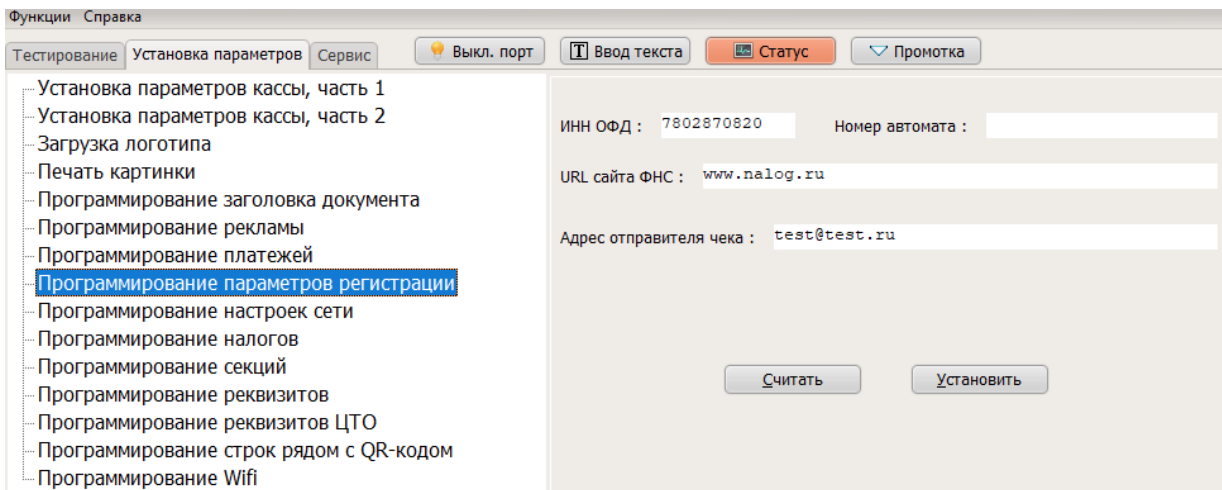 Функции Справка
Тестирование Установка параметров Сервис Выкл. порт Ввод текста Статус Промотка
Установка параметров кассы, часть 1
Установка параметров кассы, часть 2
Загрузка логотипа
Печать картинки
Программирование заголовка документа
Программирование рекламы
Программирование платежей
Программирование параметров регистрации
Программирование настроек сети
Программирование налогов
Программирование секций
Программирование реквизитов
Программирование реквизитов ЦТО
Программирование строк рядом с QR-кодом
Программирование Wifi
ИНН ОФД : 7802870820 Номер автомата :
URL сайта ФНС : www.nalog.ru
Адрес отправителя чека : test@test.ru
Считать Установить